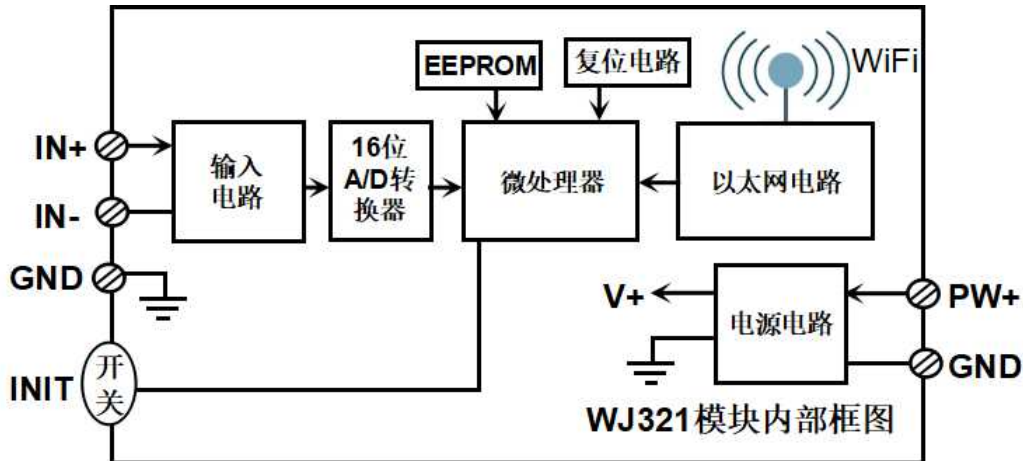 EEPROM
复位电路
WiFi
IN+
输入
电路
16位
A/D转
换器
微处理器
以太网电路
IN-
GND
V+
电源电路
PW+
GND
INIT
开
关
WJ321模块内部框图